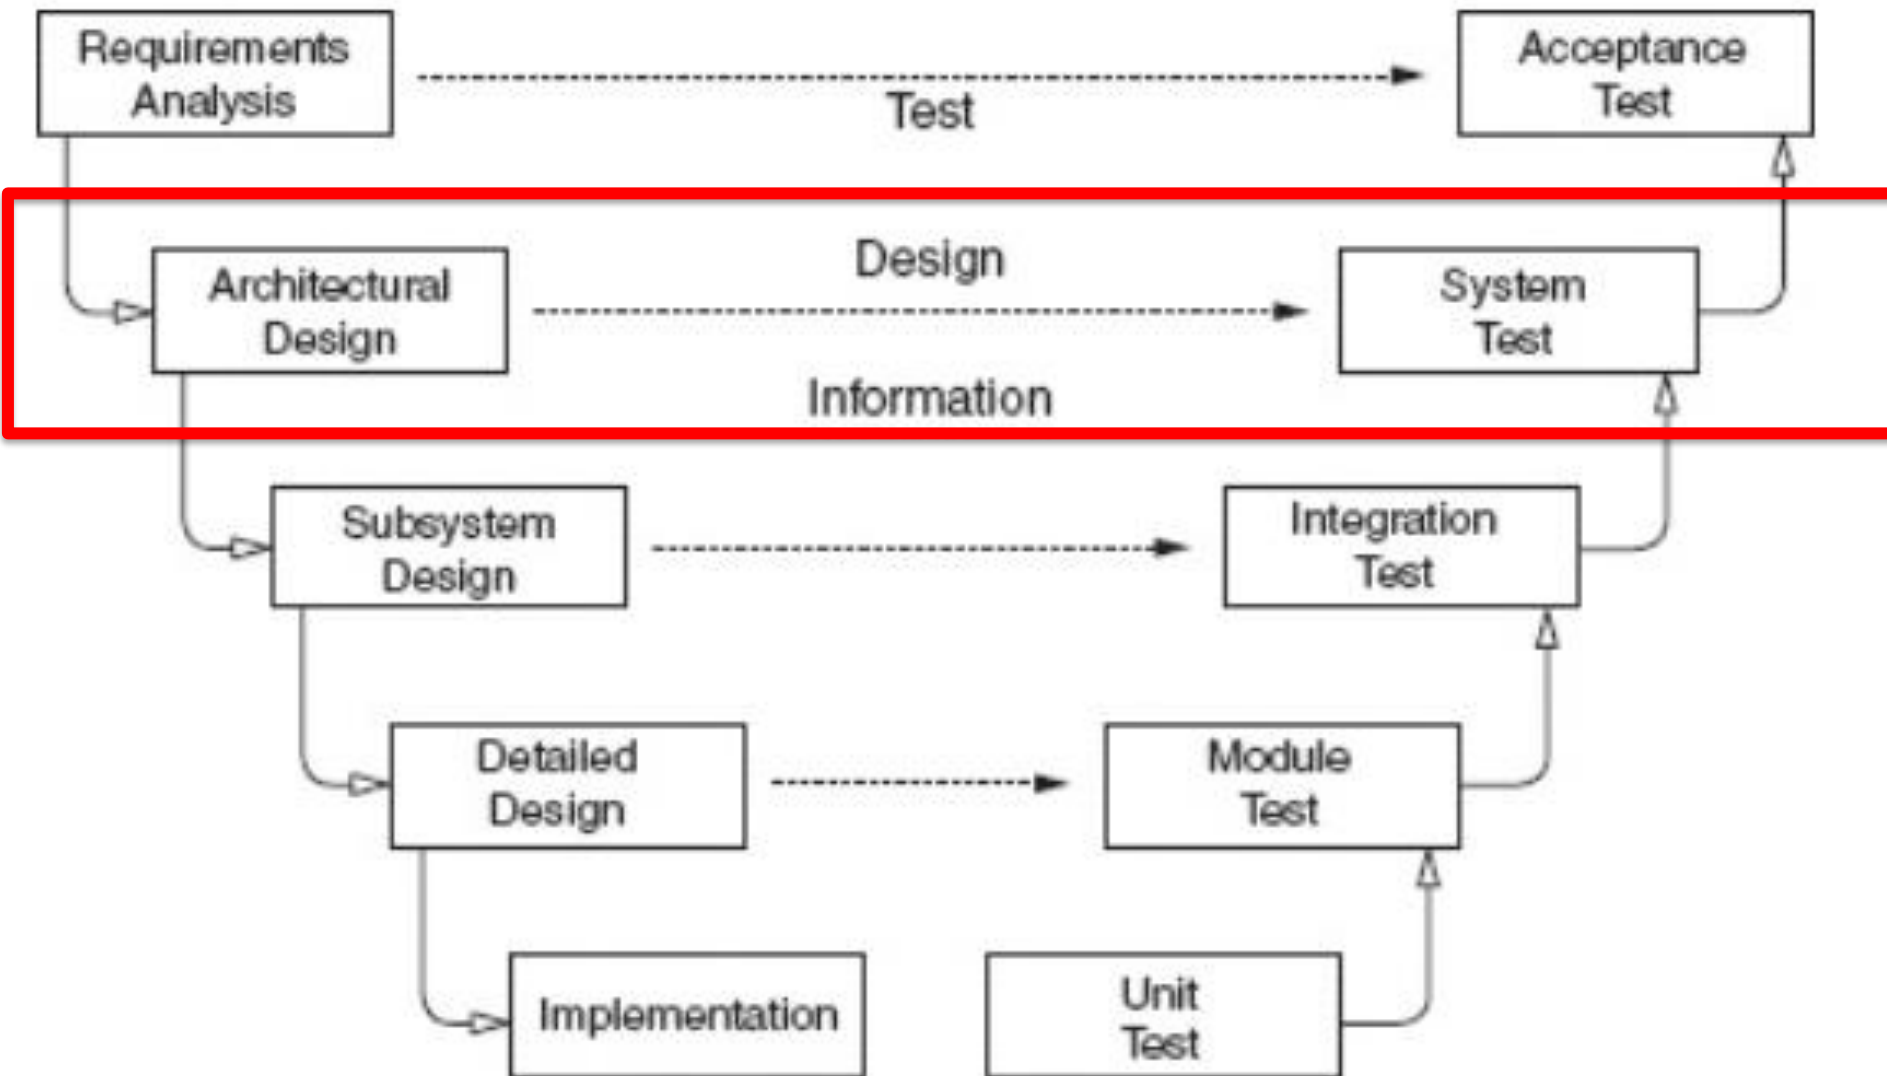 Requirements
Analysis
Test
Acceptance
Test
Architectural
Design
Design
Information
System
Test
Subsystem
Design
Integration
Test
Detailed
Design
Module
Test
Implementation
Unit
Test